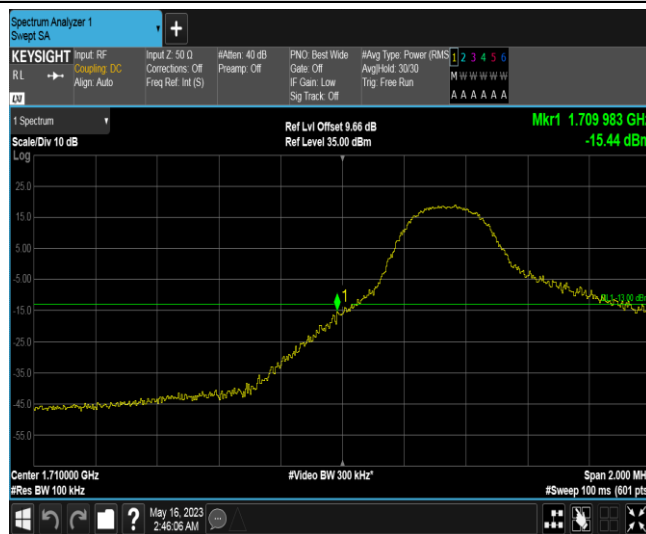 Spectrum Analyzer 1
Swept SA
+
KEYSIGHT
RL
LXI
Input: RF
Coupling: DC
Align: Auto
Input Z: 50 Ω
Corrections: Off
Freq Ref: Int (S)
#Atten: 40 dB
Preamp: Off
PNO: Best Wide
Gate: Off
IF Gain: Low
Sig Track: Off
#Avg Type: Power (RMS
Avg|Hold: 30/30
Trig: Free Run
1 2 3 4 5 6
M W W W W W
A A A A A A
1 Spectrum
Scale/Div 10 dB
Log
Ref Lvl Offset 9.66 dB
Ref Level 35.00 dBm
Mkr1 1.709 983 GHz
-15.44 dBm
25.0
15.0
5.00
-5.00
-15.0
-25.0
-35.0
-45.0
-55.0
1
DL1 -13.00 dBm
Center 1.710000 GHz
#Res BW 100 kHz
#Video BW 300 kHz*
Span 2.000 MH
#Sweep 100 ms (601 pts
?
May 16, 2023
2:46:06 AM